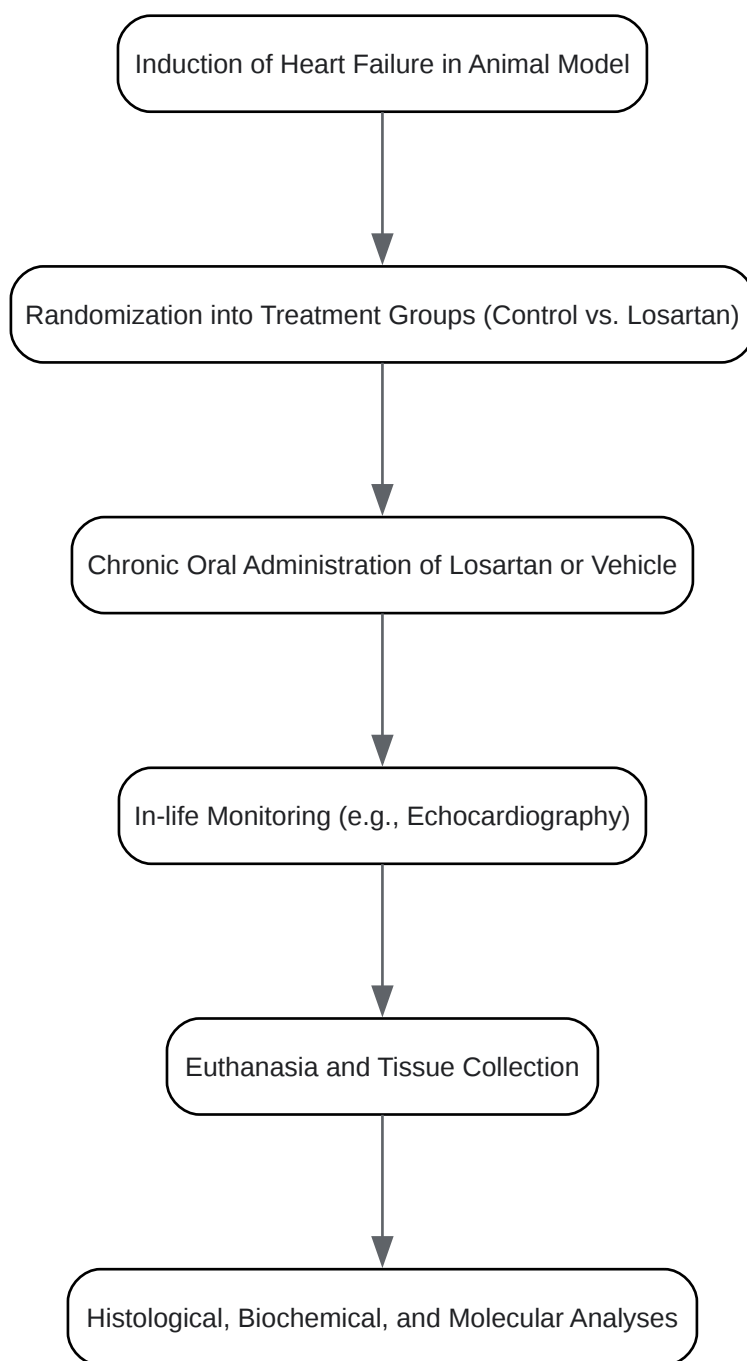 Induction of Heart Failure in Animal Model
Randomization into Treatment Groups (Control vs. Losartan)
Chronic Oral Administration of Losartan or Vehicle
In-life Monitoring (e.g., Echocardiography)
Euthanasia and Tissue Collection
Histological, Biochemical, and Molecular Analyses